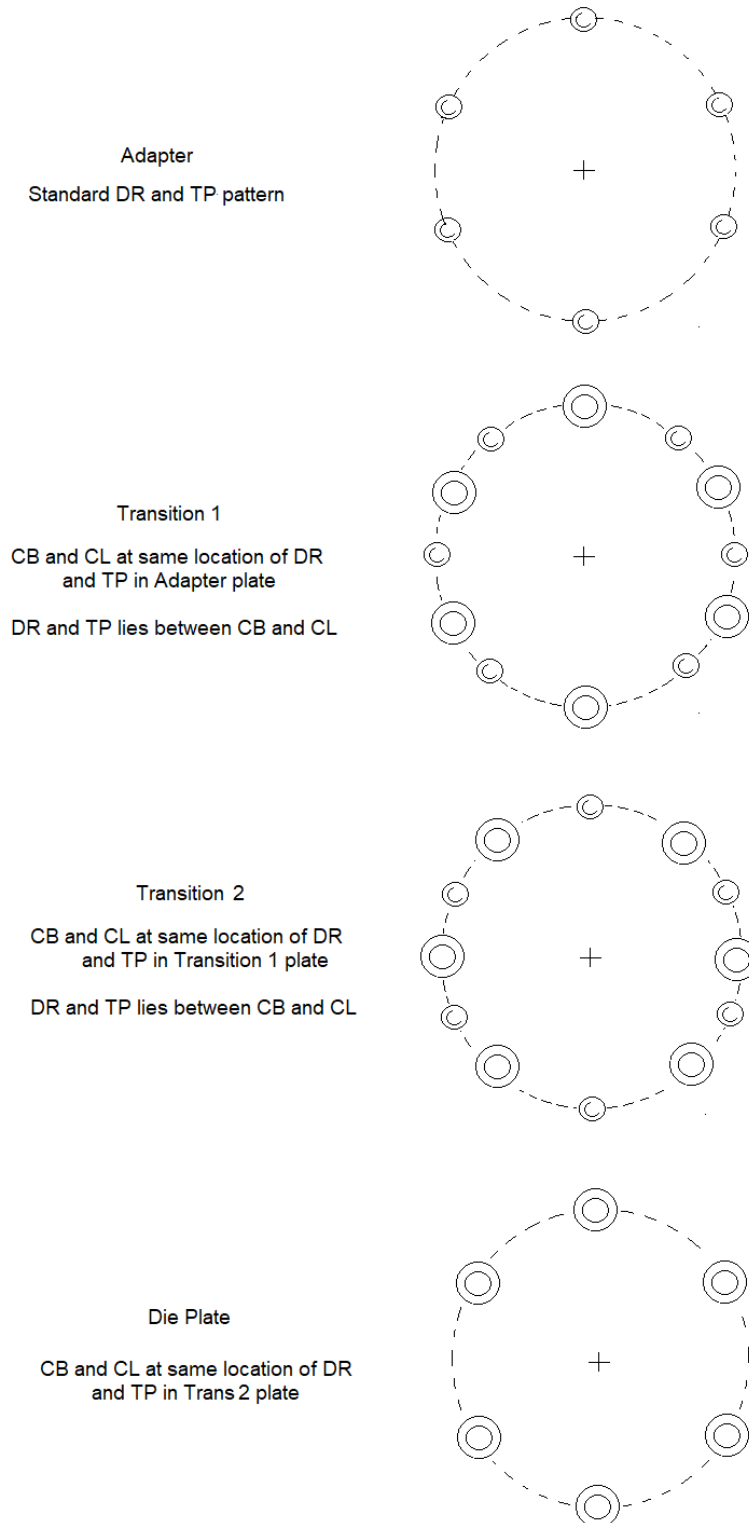 Adapter
Standard DR and TP pattern
Transition 1
CB and CL at same location of DR
and TP in Adapter plate
DR and TP lies between CB and CL
Transition 2
CB and CL at same location of DR
and TP in Transition 1 plate
DR and TP lies between CB and CL
Die Plate
CB and CL at same location of DR
and TP in Trans 2 plate